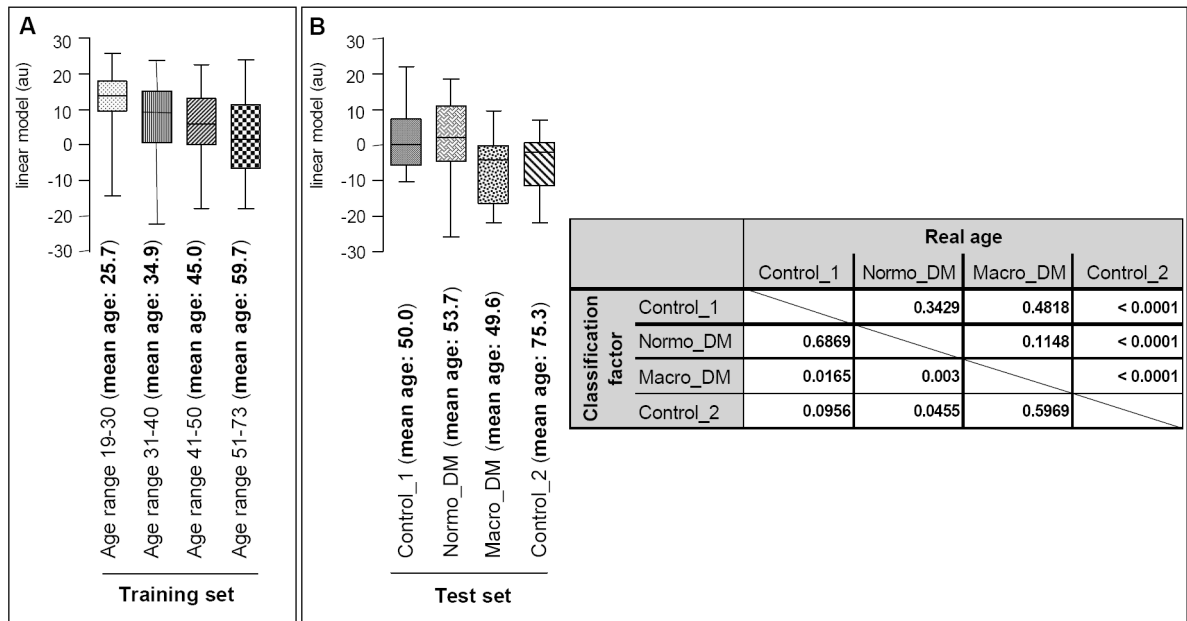 A
linear model (au)
30
20
10
0
-10
-20
-30
Age range 19-30 (mean age: 25.7)
Age range 31-40 (mean age: 34.9)
Age range 41-50 (mean age: 45.0)
Age range 51-73 (mean age: 59.7)
Training set
B
linear model (au)
30
20
10
0
-10
-20
-30
Control_1 (mean age: 50.0)
Normo_DM (mean age: 53.7)
Macro_DM (mean age: 49.6)
Control_2 (mean age: 75.3)
Test set
Real age
Control_1 Normo_DM Macro_DM Control_2
Classification
factor
Control_1 0.3429 0.4818 < 0.0001
Normo_DM 0.6869 0.1148 < 0.0001
Macro_DM 0.0165 0.003 < 0.0001
Control_2 0.0956 0.0455 0.5969